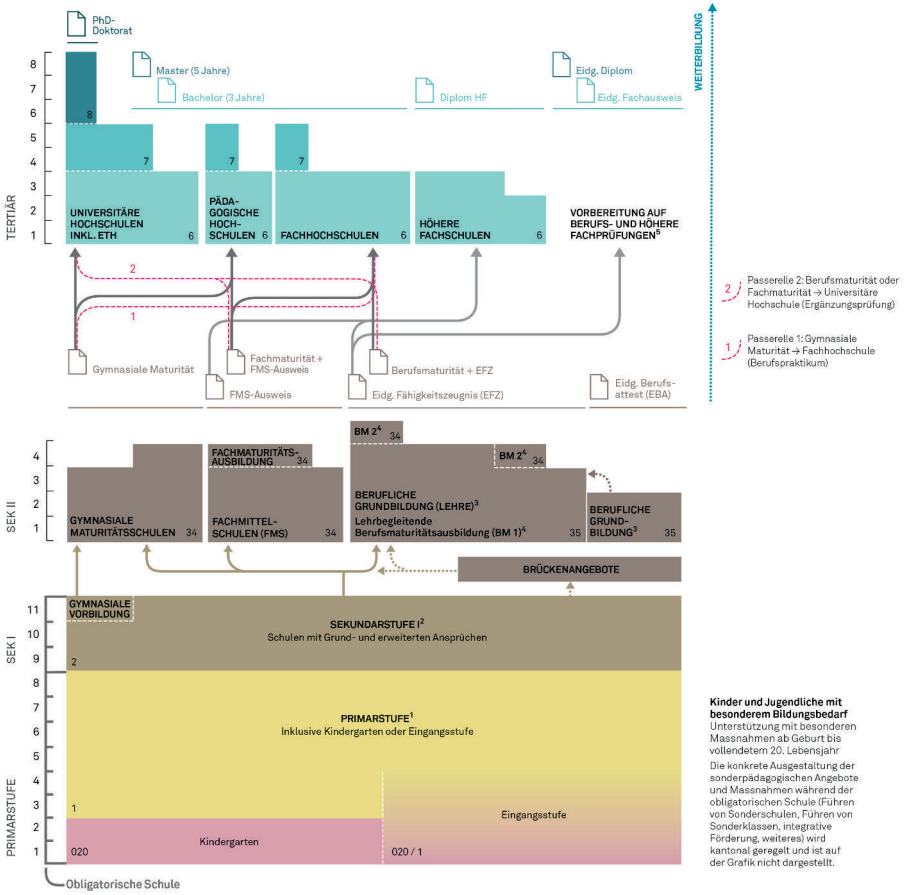 PhD-
Doktorat
WEITERBILDUNG
Master (5 Jahre)
Eidg. Diplom
Bachelor (3 Jahre)
Diplom HF
Eidg. Fachausweis
TERTIÄR
8
7
6
5
4
3
2
1
8
7
7
7
UNIVERSITÄRE
HOCHSCHULEN
INKL. ETH
6
PÄDA-
GOGISCHE
HOCH-
SCHULEN
6
FACHHOCHSCHULEN
6
HÖHERE
FACHSCHULEN
6
VORBEREITUNG AUF
BERUFS- UND HÖHERE
FACHPRÜFUNGEN⁵
2
1
2
Passerelle 2: Berufsmaturität oder
Fachmaturität → Universitäre
Hochschule (Ergänzungsprüfung)
1
Passerelle 1: Gymnasiale
Maturität → Fachhochschule
(Berufspraktikum)
Gymnasiale Maturität
Fachmaturität +
FMS-Ausweis
Berufsmaturität + EFZ
FMS-Ausweis
Eidg. Fähigkeitszeugnis (EFZ)
Eidg. Berufs-
attest (EBA)
SEK II
4
3
2
1
GYMNASIALE
MATURITÄTSSCHULEN
34
FACHMATURITÄTS-
AUSBILDUNG
34
FACHMITTEL-
SCHULEN (FMS)
34
BM 2⁴
34
BM 2⁴
34
BERUFLICHE
GRUNDBILDUNG (LEHRE)³
Lehrbegleitende
Berufsmaturitätsausbildung (BM 1)⁴
35
BERUFLICHE
GRUND-
BILDUNG³
35
BRÜCKENANGEBOTE
SEK I
11
10
9
GYMNASIALE
VORBILDUNG
SEKUNDARSTUFE I²
Schulen mit Grund- und erweiterten Ansprüchen
2
PRIMARSTUFE
8
7
6
5
4
3
2
1
PRIMARSTUFE¹
Inklusive Kindergarten oder Eingangsstufe
1
Kindergarten
020
Eingangsstufe
020 / 1
Obligatorische Schule
Kinder und Jugendliche mit
besonderem Bildungsbedarf
Unterstützung mit besonderen
Massnahmen ab Geburt bis
vollendetem 20. Lebensjahr
Die konkrete Ausgestaltung der
sonderpädagogischen Angebote
und Massnahmen während der
obligatorischen Schule (Führen
von Sonderschulen, Führen von
Sonderklassen, integrative
Förderung, weiteres) wird
kantonal geregelt und ist auf
der Grafik nicht dargestellt.